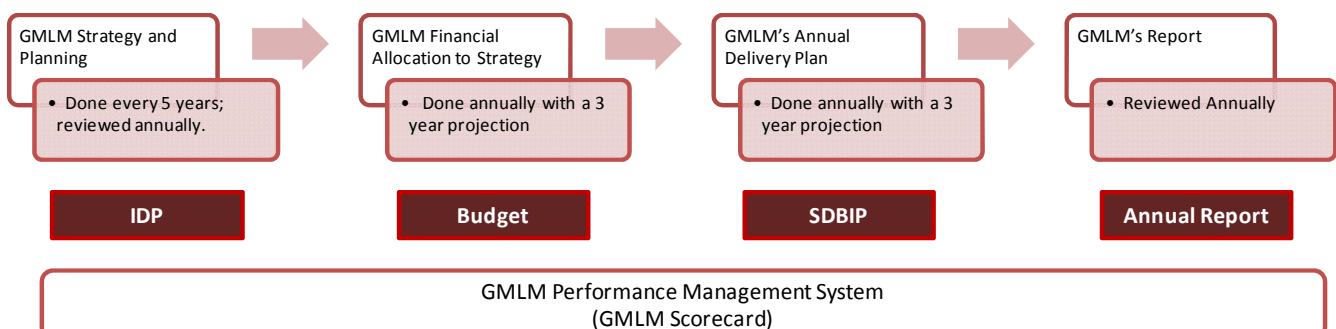 GMLM Strategy and
Planning
• Done every 5 years;
reviewed annually.
IDP
GMLM Financial
Allocation to Strategy
• Done annually with a 3
year projection
Budget
GMLM’s Annual
Delivery Plan
• Done annually with a 3
year projection
SDBIP
GMLM’s Report
• Reviewed Annually
Annual Report
GMLM Performance Management System
(GMLM Scorecard)